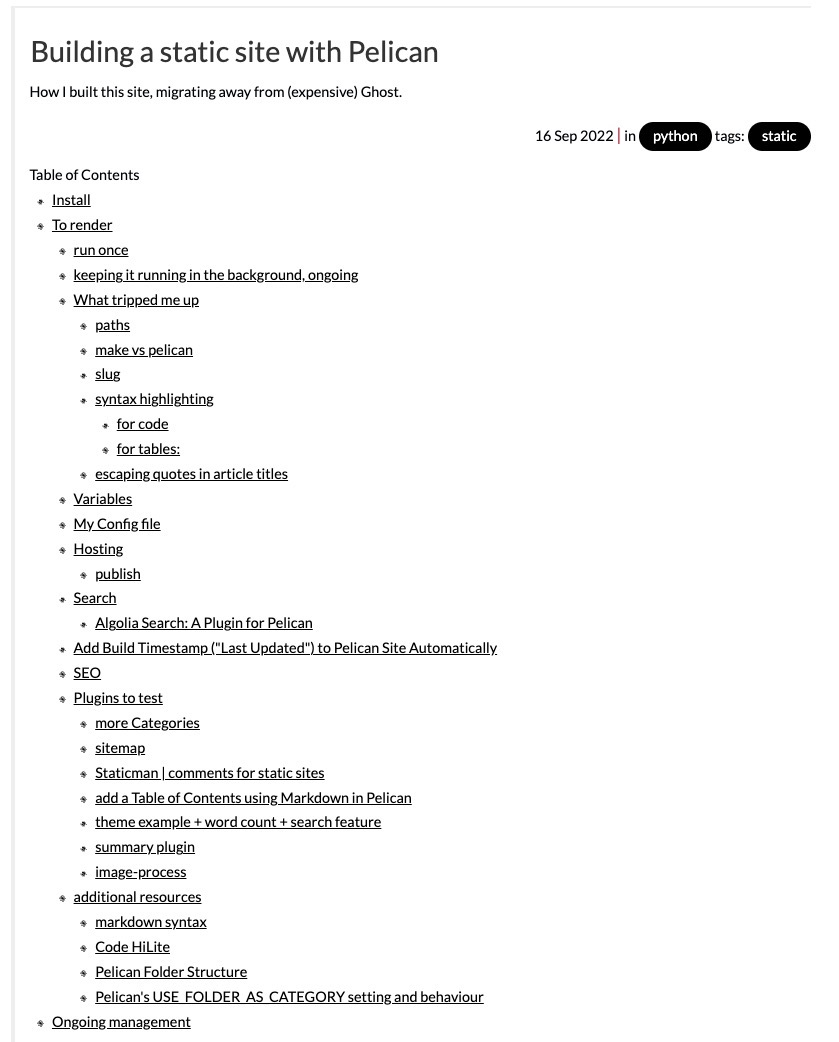 Building a static site with Pelican
How I built this site, migrating away from (expensive) Ghost.
16 Sep 2022 | in python tags: static
Table of Contents
Install
To render
run once
keeping it running in the background, ongoing
What tripped me up
paths
make vs pelican
slug
syntax highlighting
for code
for tables:
escaping quotes in article titles
Variables
My Config file
Hosting
publish
Search
Algolia Search: A Plugin for Pelican
Add Build Timestamp ("Last Updated") to Pelican Site Automatically
SEO
Plugins to test
more Categories
sitemap
Staticman | comments for static sites
add a Table of Contents using Markdown in Pelican
theme example + word count + search feature
summary plugin
image-process
additional resources
markdown syntax
Code HiLite
Pelican Folder Structure
Pelican's USE_FOLDER_AS_CATEGORY setting and behaviour
Ongoing management